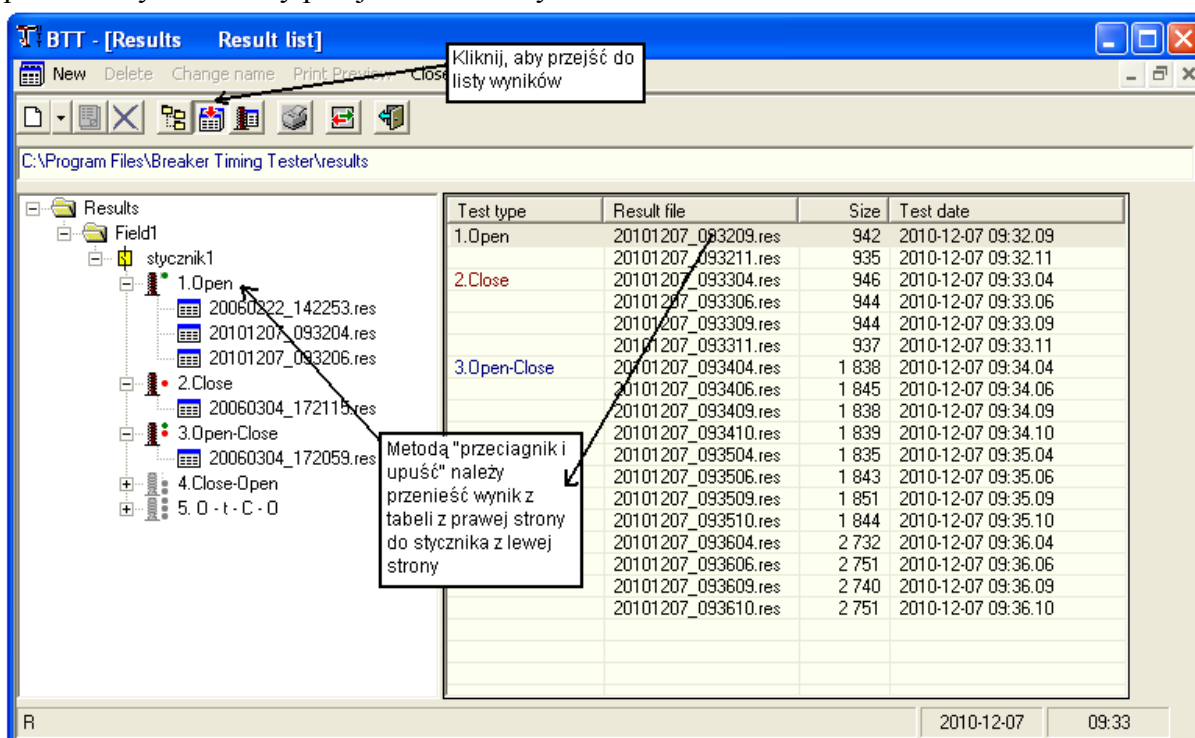 BTT - [Results Result list]
Kliknij, aby przejść do
listy wyników
New Delete Change name Print Preview Close
C:\Program Files\Breaker Timing Tester\results
Results
Field1
stycznik1
1.Open
20060222_142253.res
20101207_093204.res
20101207_093206.res
2.Close
20060304_172115.res
3.Open-Close
20060304_172059.res
4.Close-Open
5. O - t - C - O
Metodą "przeciagnik i
upuść" należy
przenieść wynik z
tabeli z prawej strony
do stycznika z lewej
strony
Test type Result file Size Test date
1.Open 20101207_093209.res 942 2010-12-07 09:32.09
20101207_093211.res 935 2010-12-07 09:32.11
2.Close 20101207_093304.res 946 2010-12-07 09:33.04
20101207_093306.res 944 2010-12-07 09:33.06
20101207_093309.res 944 2010-12-07 09:33.09
20101207_093311.res 937 2010-12-07 09:33.11
3.Open-Close 20101207_093404.res 1 838 2010-12-07 09:34.04
20101207_093406.res 1 845 2010-12-07 09:34.06
20101207_093409.res 1 838 2010-12-07 09:34.09
20101207_093410.res 1 839 2010-12-07 09:34.10
20101207_093504.res 1 835 2010-12-07 09:35.04
20101207_093506.res 1 843 2010-12-07 09:35.06
20101207_093509.res 1 851 2010-12-07 09:35.09
20101207_093510.res 1 844 2010-12-07 09:35.10
20101207_093604.res 2 732 2010-12-07 09:36.04
20101207_093606.res 2 751 2010-12-07 09:36.06
20101207_093609.res 2 740 2010-12-07 09:36.09
20101207_093610.res 2 751 2010-12-07 09:36.10
R 2010-12-07 09:33